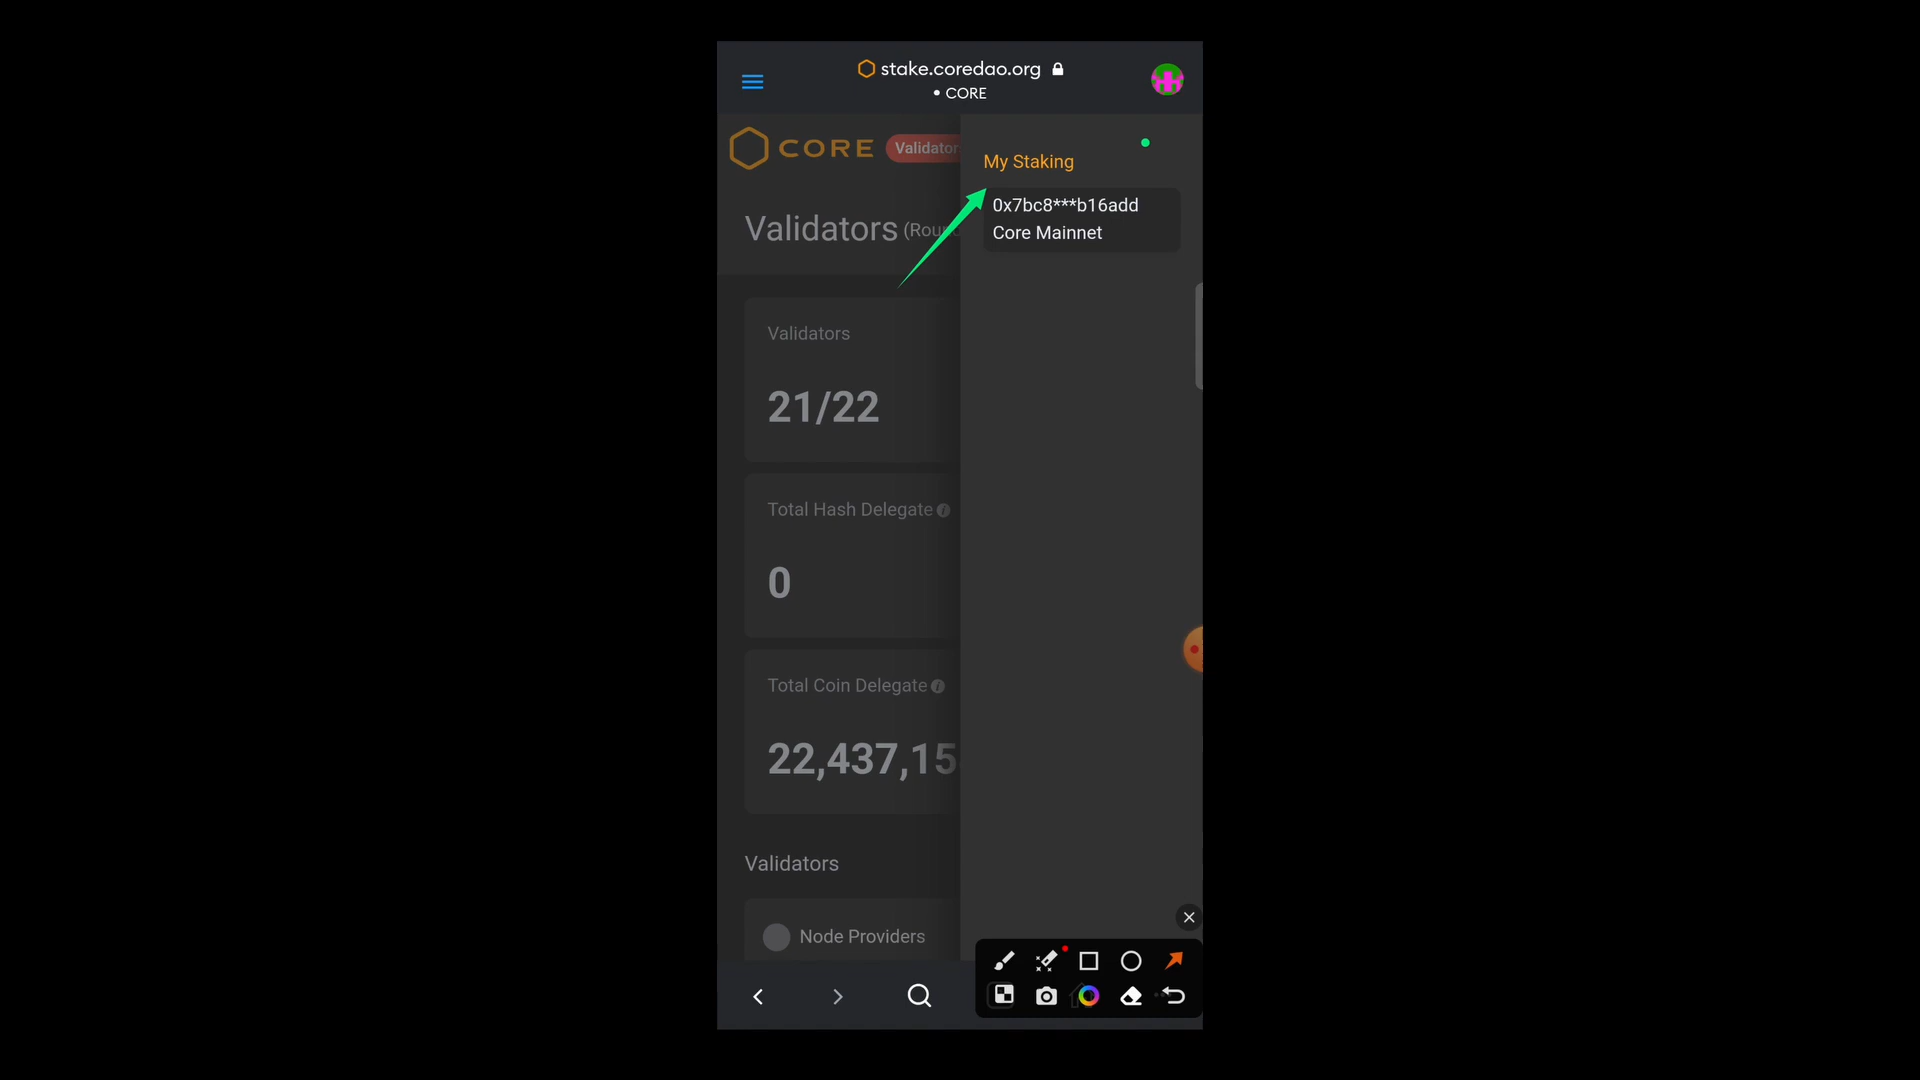 stake.coredao.org
• CORE
CORE
Validator
My Staking
0x7bc8***b16add
Core Mainnet
Validators
Validators
21/22
Total Hash Delegate
0
Total Coin Delegate
22,437,15
Validators
Node Providers